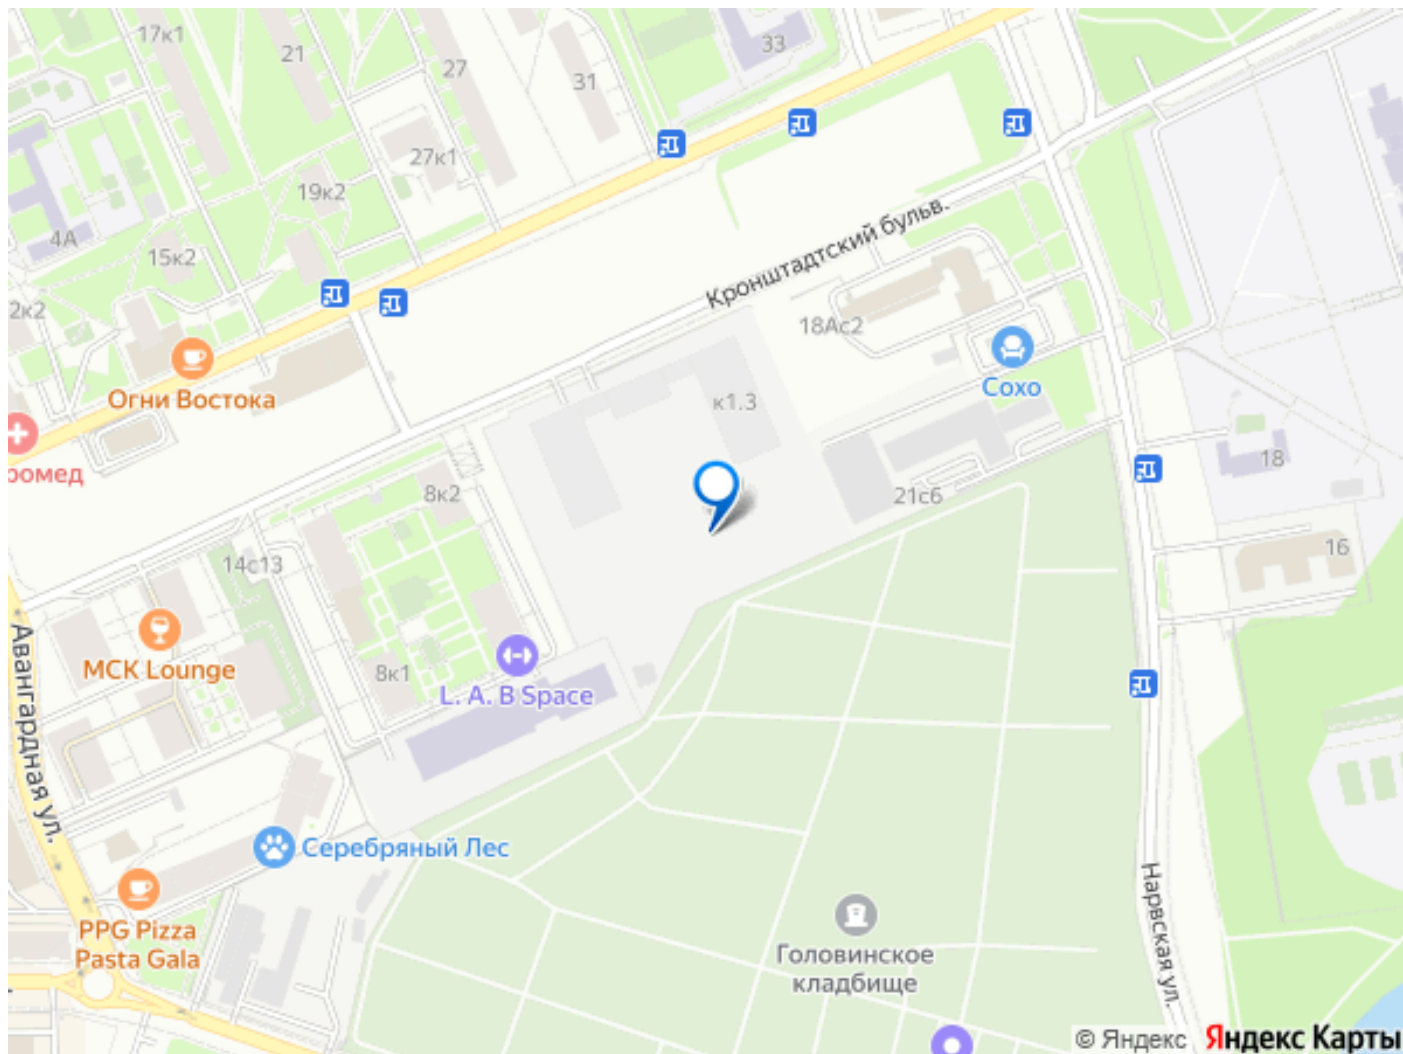 17к1
21
27
31
33
27к1
19к2
4А
15к2
2к2
Кронштадтский бульв.
18Ас2
Огни Востока
Сохо
к1.3
ромед
8к2
21с6
18
16
14с13
МСК Lounge
8к1
L. A. B Space
Авангардная ул.
Серебряный Лес
PPG Pizza
Pasta Gala
Головинское
кладбище
Нарвская ул.
© Яндекс
Яндекс Карты